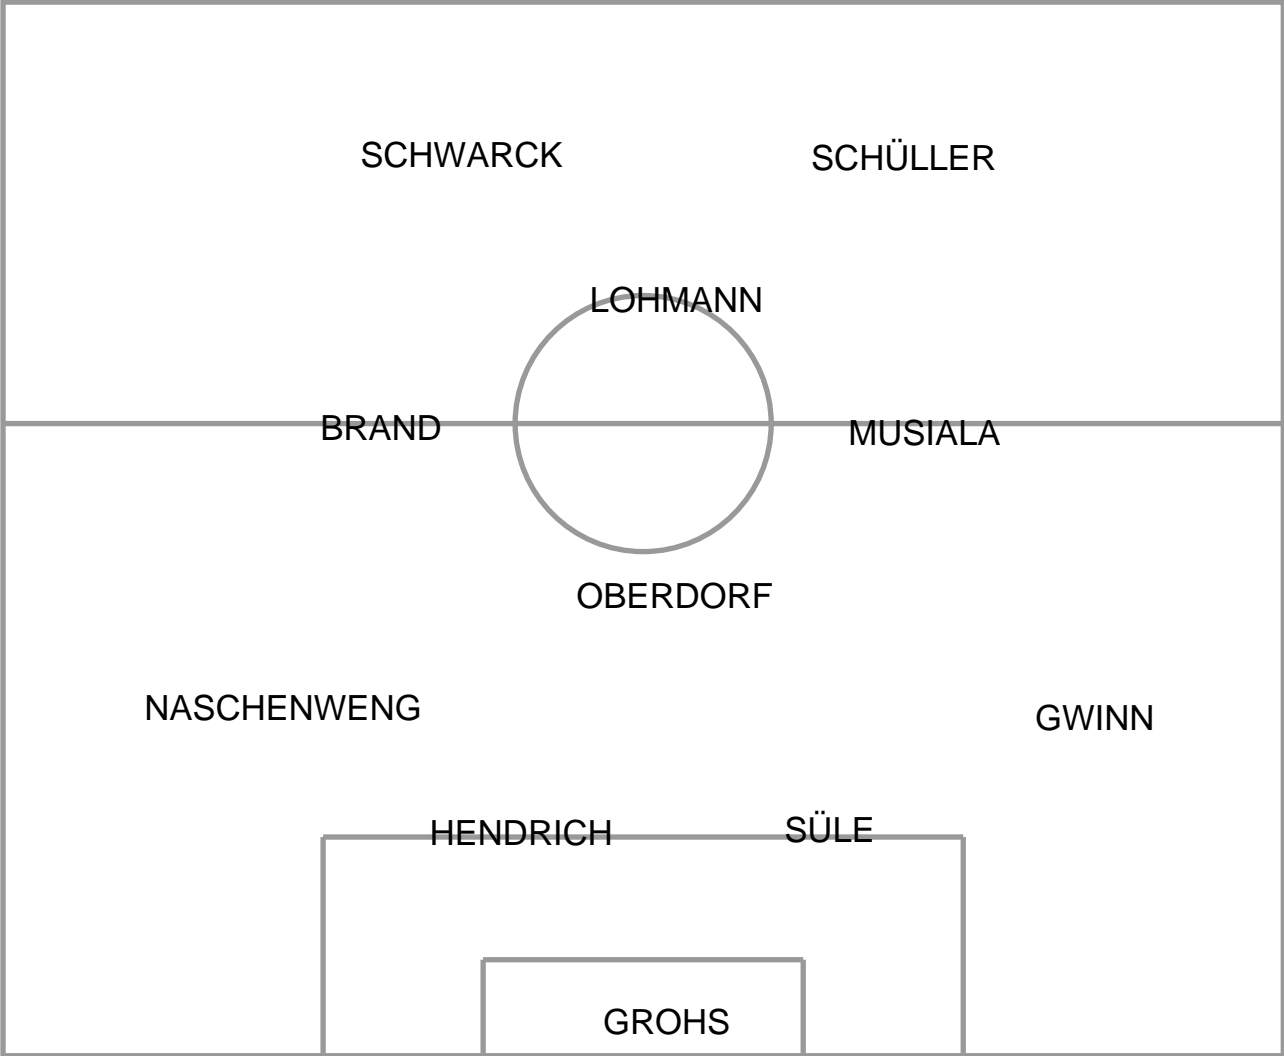 SCHWARCK
SCHÜLLER
LOHMANN
BRAND
MUSIALA
OBERDORF
NASCHENWENG
GWINN
HENDRICH
SÜLE
GROHS